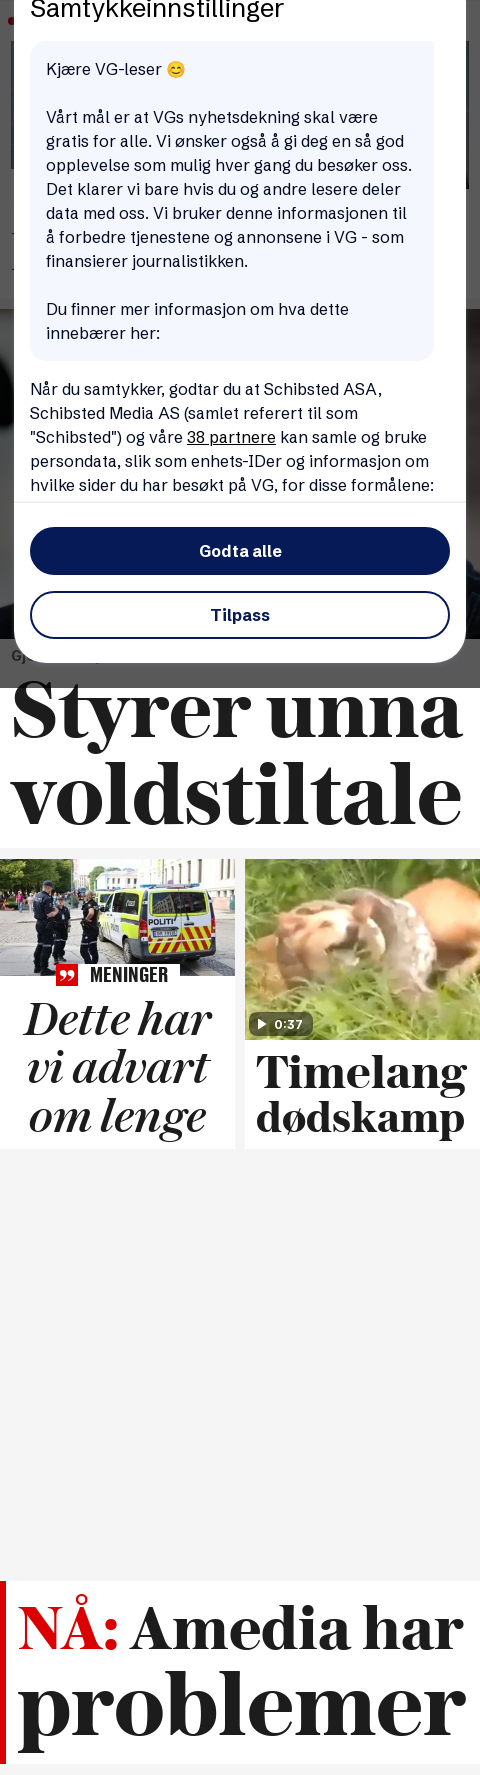 Samtykkeinnstillinger
Kjære VG-leser 😊
Vårt mål er at VGs nyhetsdekning skal være
gratis for alle. Vi ønsker også å gi deg en så god
opplevelse som mulig hver gang du besøker oss.
Det klarer vi bare hvis du og andre lesere deler
data med oss. Vi bruker denne informasjonen til
å forbedre tjenestene og annonsene i VG - som
finansierer journalistikken.
Du finner mer informasjon om hva dette
innebærer her:
Når du samtykker, godtar du at Schibsted ASA,
Schibsted Media AS (samlet referert til som
"Schibsted") og våre 38 partnere kan samle og bruke
persondata, slik som enhets-IDer og informasjon om
hvilke sider du har besøkt på VG, for disse formålene:
Godta alle
Tilpass
Styrer unna
voldstiltale
POLITI
MENINGER
Dette har
vi advart
om lenge
0:37
Timelang
dødskamp
NÅ: Amedia har
problemer